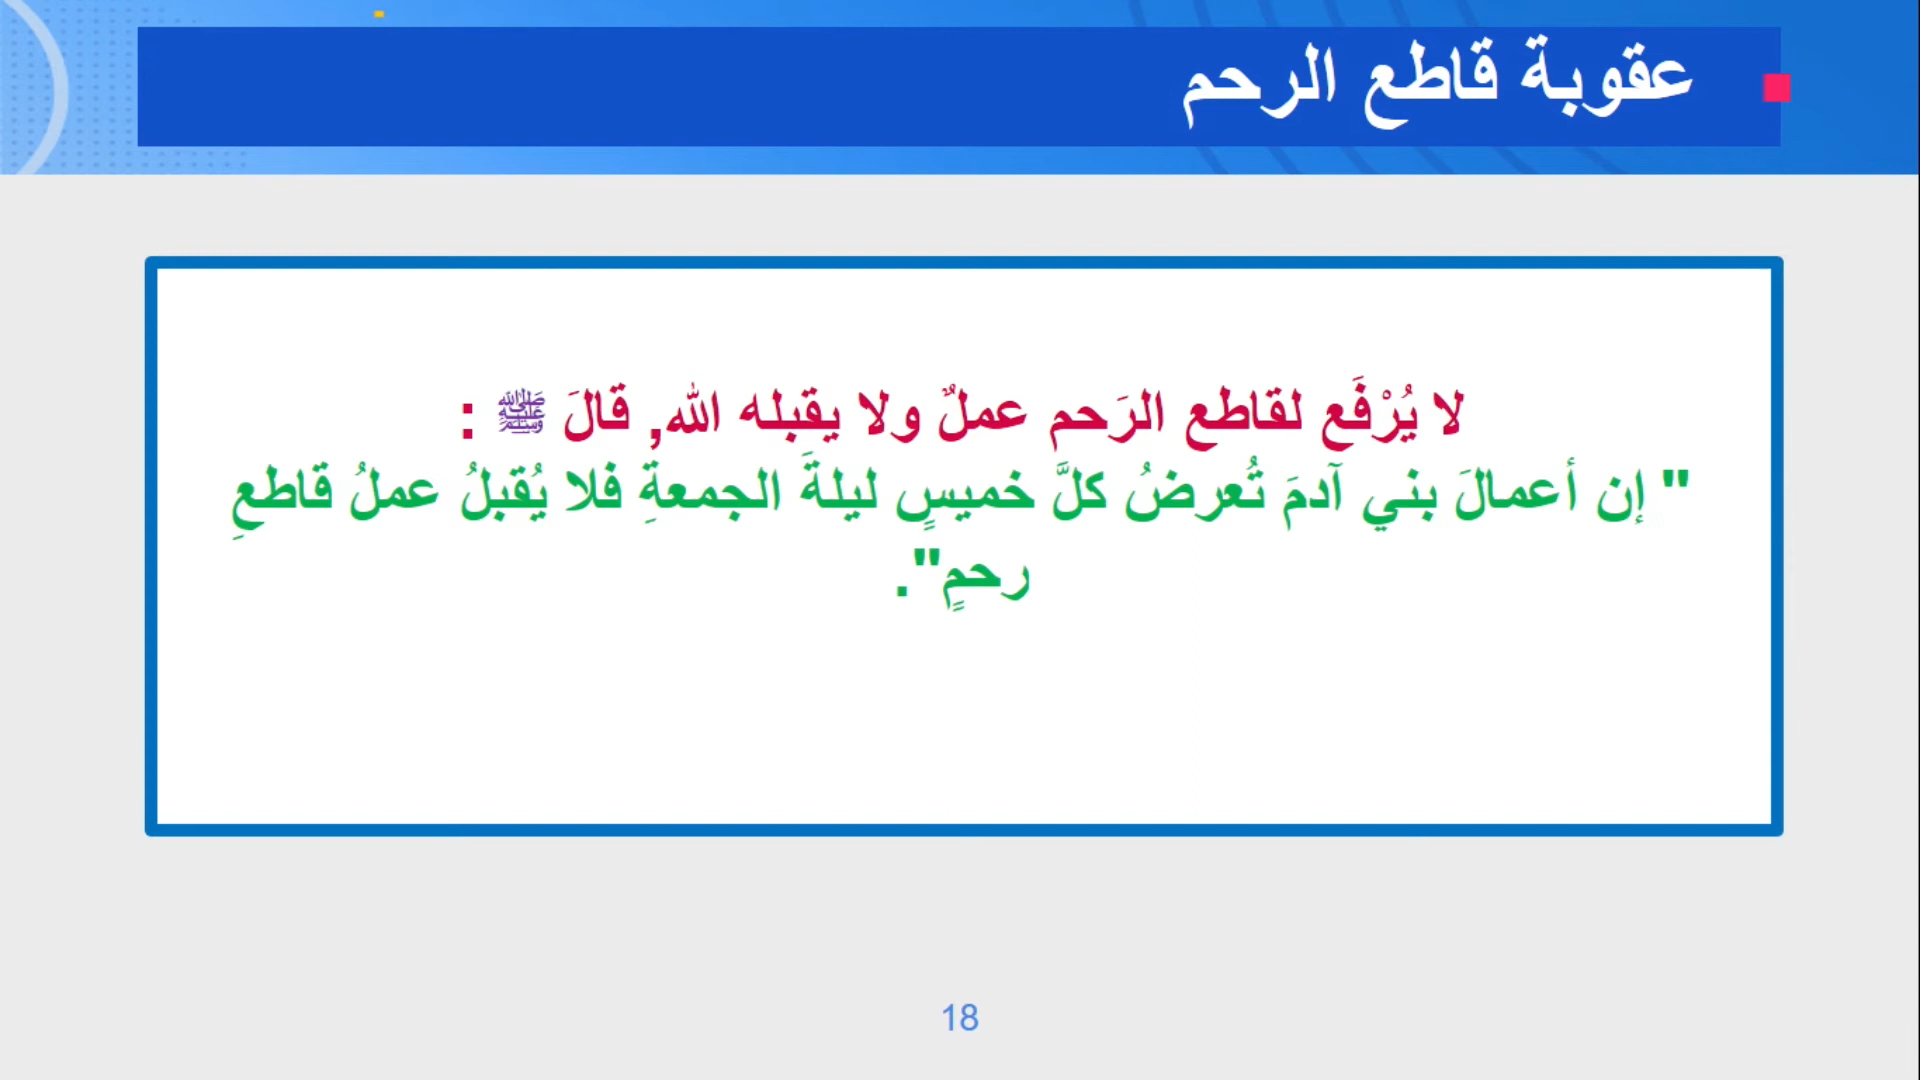 عقوبة قاطع الرحم
لا يُرْفَع لقاطع الرَحم عملٌ ولا يقبله الله, قالَ ﷺ :
" إن أعمالَ بني آدمَ تُعرضُ كلَّ خميسٍ ليلةَ الجمعةِ فلا يُقبلُ عملُ قاطعِ
رحمٍ".
18